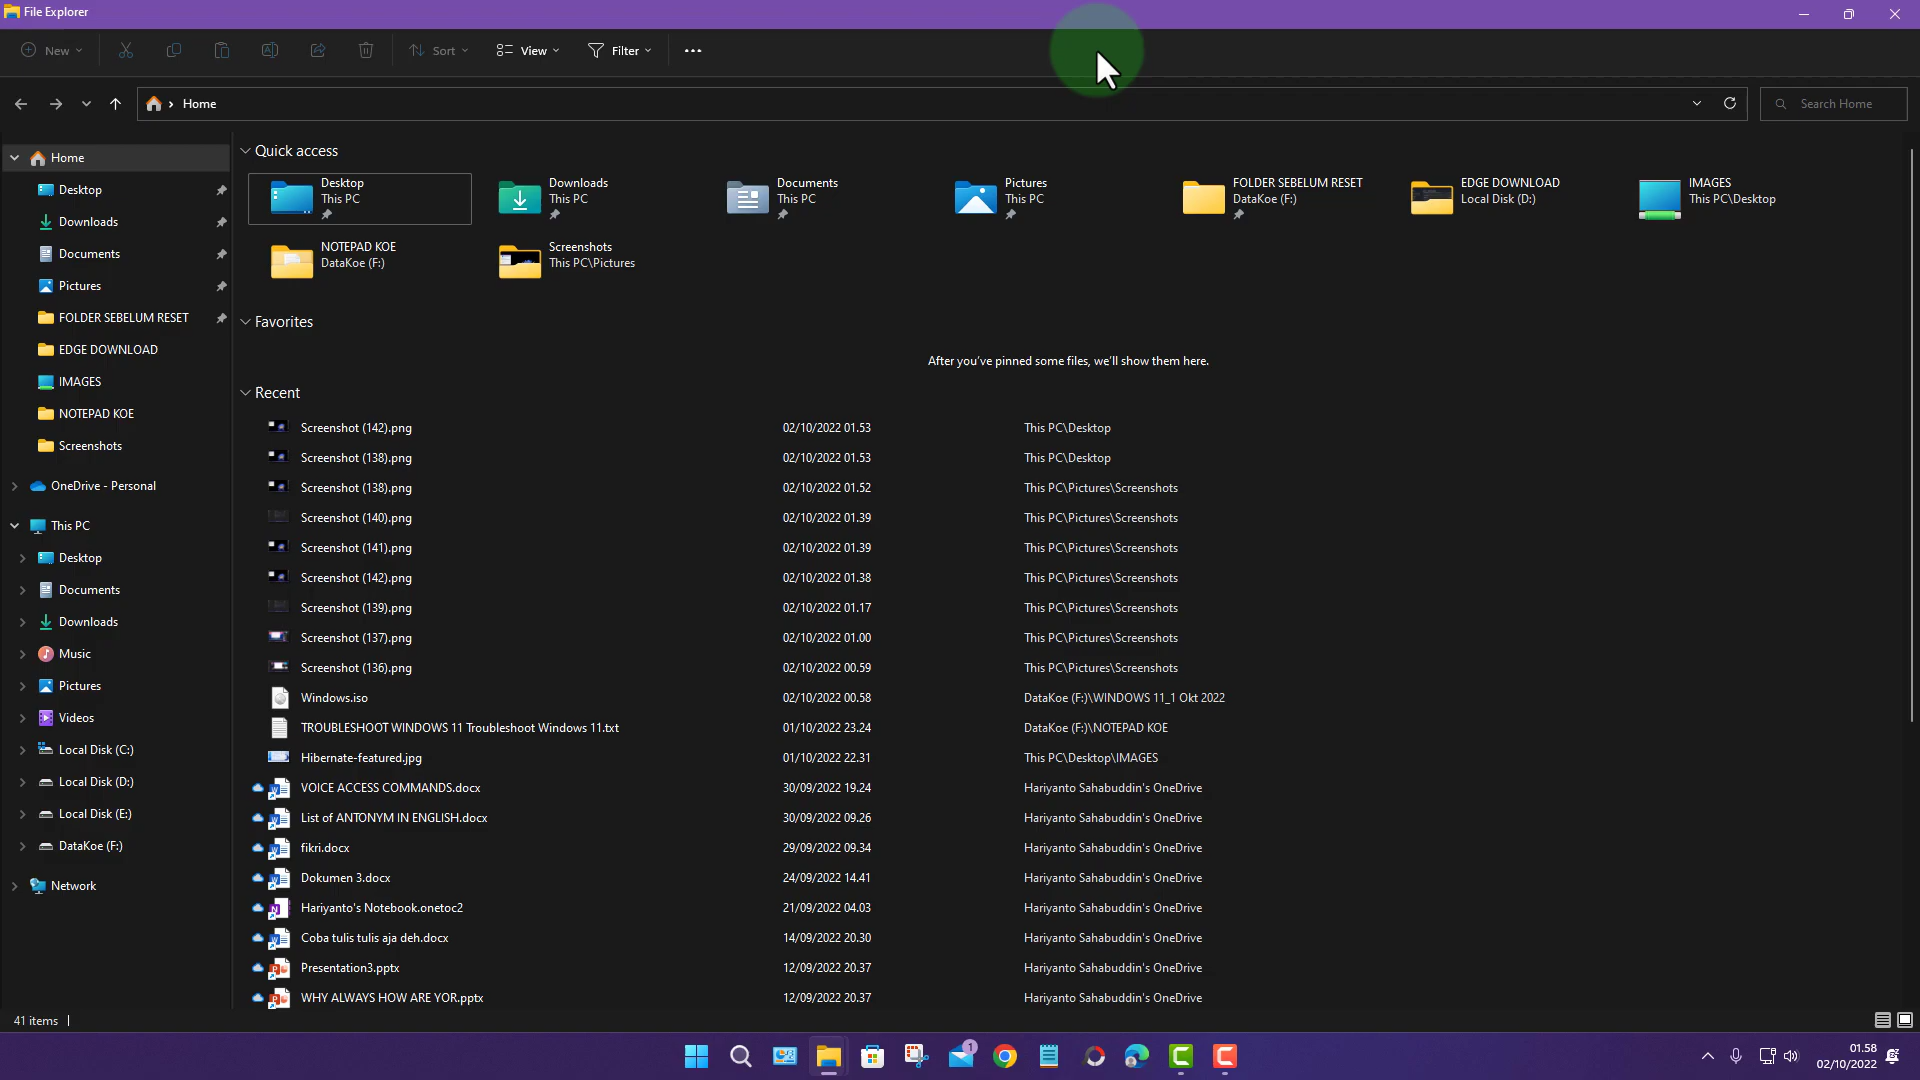 File Explorer
New
Sort
View
Filter
Home
Search Home
Home
Desktop
Downloads
Documents
Pictures
FOLDER SEBELUM RESET
EDGE DOWNLOAD
IMAGES
NOTEPAD KOE
Screenshots
OneDrive - Personal
This PC
Desktop
Documents
Downloads
Music
Pictures
Videos
Local Disk (C:)
Local Disk (D:)
Local Disk (E:)
DataKoe (F:)
Network
Quick access
Desktop
This PC
Downloads
This PC
Documents
This PC
Pictures
This PC
FOLDER SEBELUM RESET
DataKoe (F:)
EDGE DOWNLOAD
Local Disk (D:)
IMAGES
This PC\Desktop
NOTEPAD KOE
DataKoe (F:)
Screenshots
This PC\Pictures
Favorites
After you've pinned some files, we'll show them here.
Recent
Screenshot (142).png 02/10/2022 01.53 This PC\Desktop
Screenshot (138).png 02/10/2022 01.53 This PC\Desktop
Screenshot (138).png 02/10/2022 01.52 This PC\Pictures\Screenshots
Screenshot (140).png 02/10/2022 01.39 This PC\Pictures\Screenshots
Screenshot (141).png 02/10/2022 01.39 This PC\Pictures\Screenshots
Screenshot (142).png 02/10/2022 01.38 This PC\Pictures\Screenshots
Screenshot (139).png 02/10/2022 01.17 This PC\Pictures\Screenshots
Screenshot (137).png 02/10/2022 01.00 This PC\Pictures\Screenshots
Screenshot (136).png 02/10/2022 00.59 This PC\Pictures\Screenshots
Windows.iso 02/10/2022 00.58 DataKoe (F:)\WINDOWS 11_1 Okt 2022
TROUBLESHOOT WINDOWS 11 Troubleshoot Windows 11.txt 01/10/2022 23.24 DataKoe (F:)\NOTEPAD KOE
Hibernate-featured.jpg 01/10/2022 22.31 This PC\Desktop\IMAGES
VOICE ACCESS COMMANDS.docx 30/09/2022 19.24 Hariyanto Sahabuddin's OneDrive
List of ANTONYM IN ENGLISH.docx 30/09/2022 09.26 Hariyanto Sahabuddin's OneDrive
fikri.docx 29/09/2022 09.34 Hariyanto Sahabuddin's OneDrive
Dokumen 3.docx 24/09/2022 14.41 Hariyanto Sahabuddin's OneDrive
Hariyanto's Notebook.onetoc2 21/09/2022 04.03 Hariyanto Sahabuddin's OneDrive
Coba tulis tulis aja deh.docx 14/09/2022 20.30 Hariyanto Sahabuddin's OneDrive
Presentation3.pptx 12/09/2022 20.37 Hariyanto Sahabuddin's OneDrive
WHY ALWAYS HOW ARE YOR.pptx 12/09/2022 20.37 Hariyanto Sahabuddin's OneDrive
41 items
1
01.58
02/10/2022